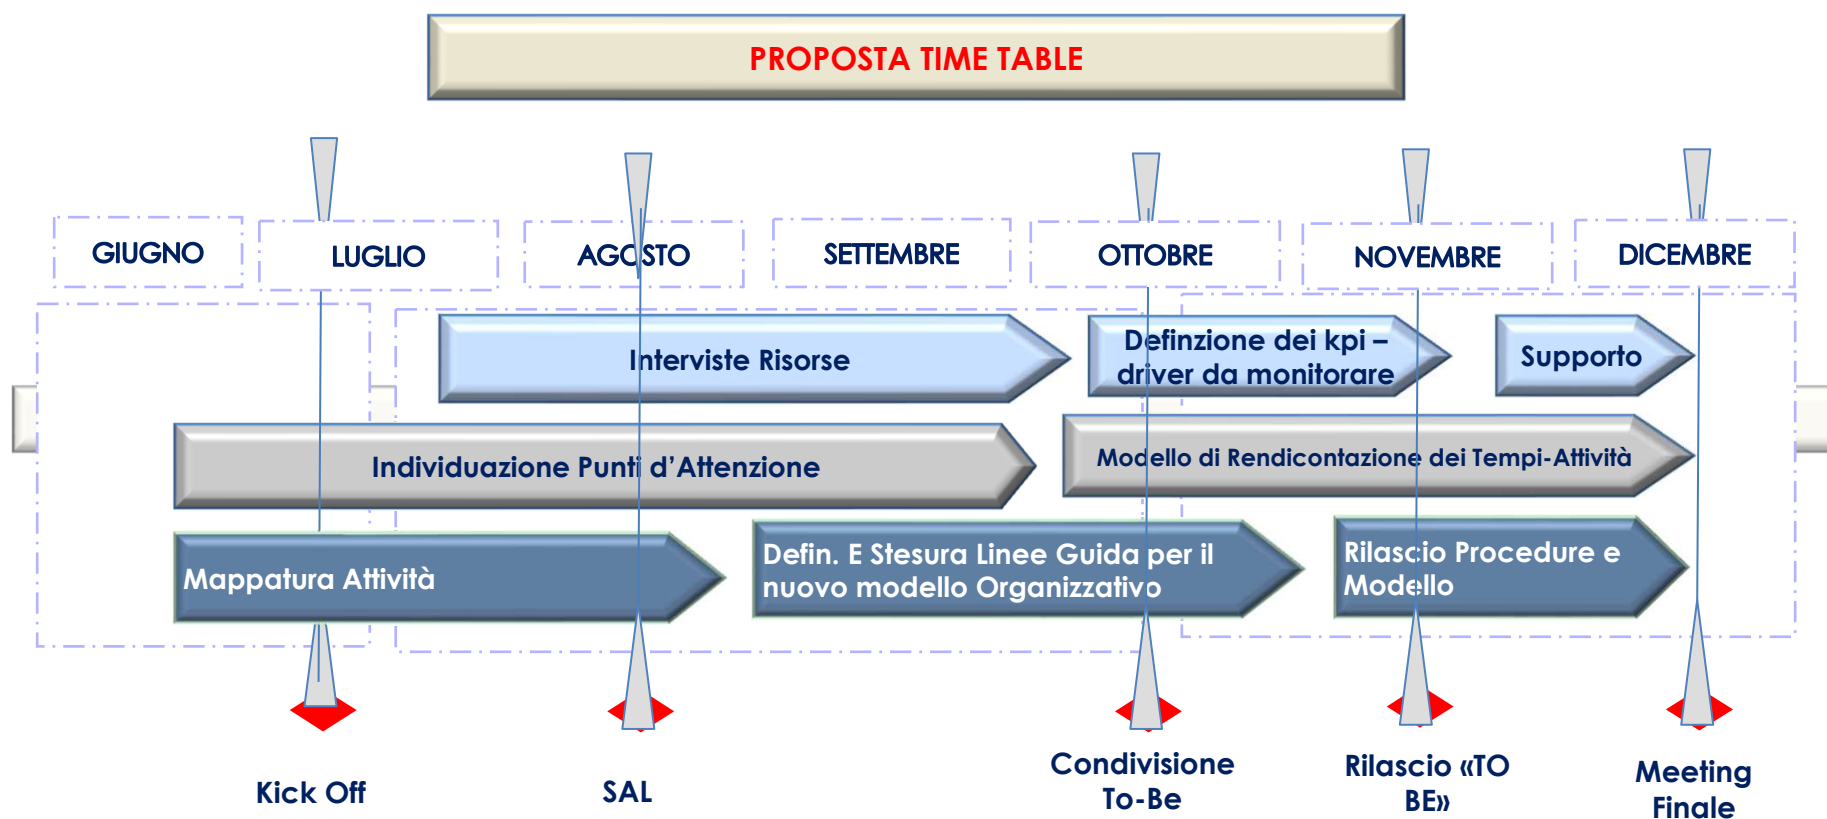 PROPOSTA TIME TABLE
GIUGNO
LUGLIO
AGOSTO
SETTEMBRE
OTTOBRE
NOVEMBRE
DICEMBRE
Interviste Risorse
Definzione dei kpi –
driver da monitorare
Supporto
Individuazione Punti d’Attenzione
Modello di Rendicontazione dei Tempi-Attività
Mappatura Attività
Defin. E Stesura Linee Guida per il
nuovo modello Organizzativo
Rilascio Procedure e
Modello
Kick Off
SAL
Condivisione
To-Be
Rilascio «TO
BE»
Meeting
Finale